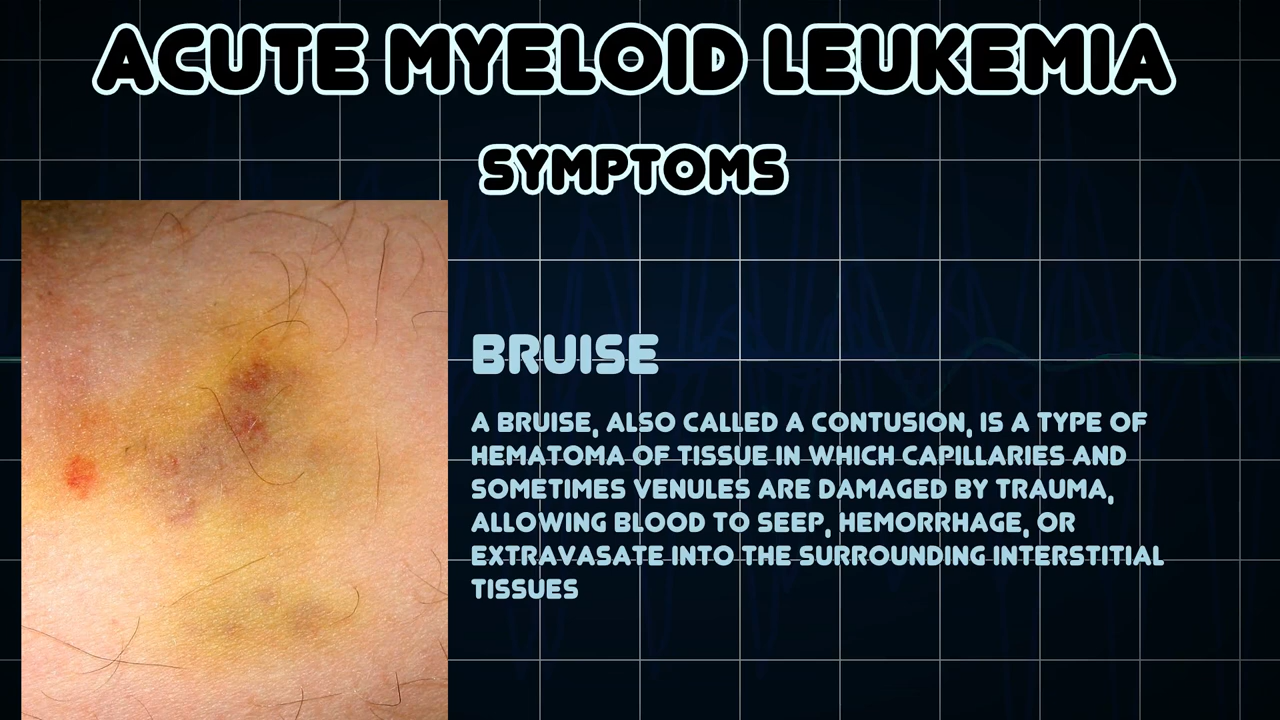 ACUTE MYELOID LEUKEMIA
SYMPTOMS
BRUISE
A BRUISE, ALSO CALLED A CONTUSION, IS A TYPE OF
HEMATOMA OF TISSUE IN WHICH CAPILLARIES AND
SOMETIMES VENULES ARE DAMAGED BY TRAUMA,
ALLOWING BLOOD TO SEEP, HEMORRHAGE, OR
EXTRAVASATE INTO THE SURROUNDING INTERSTITIAL
TISSUES